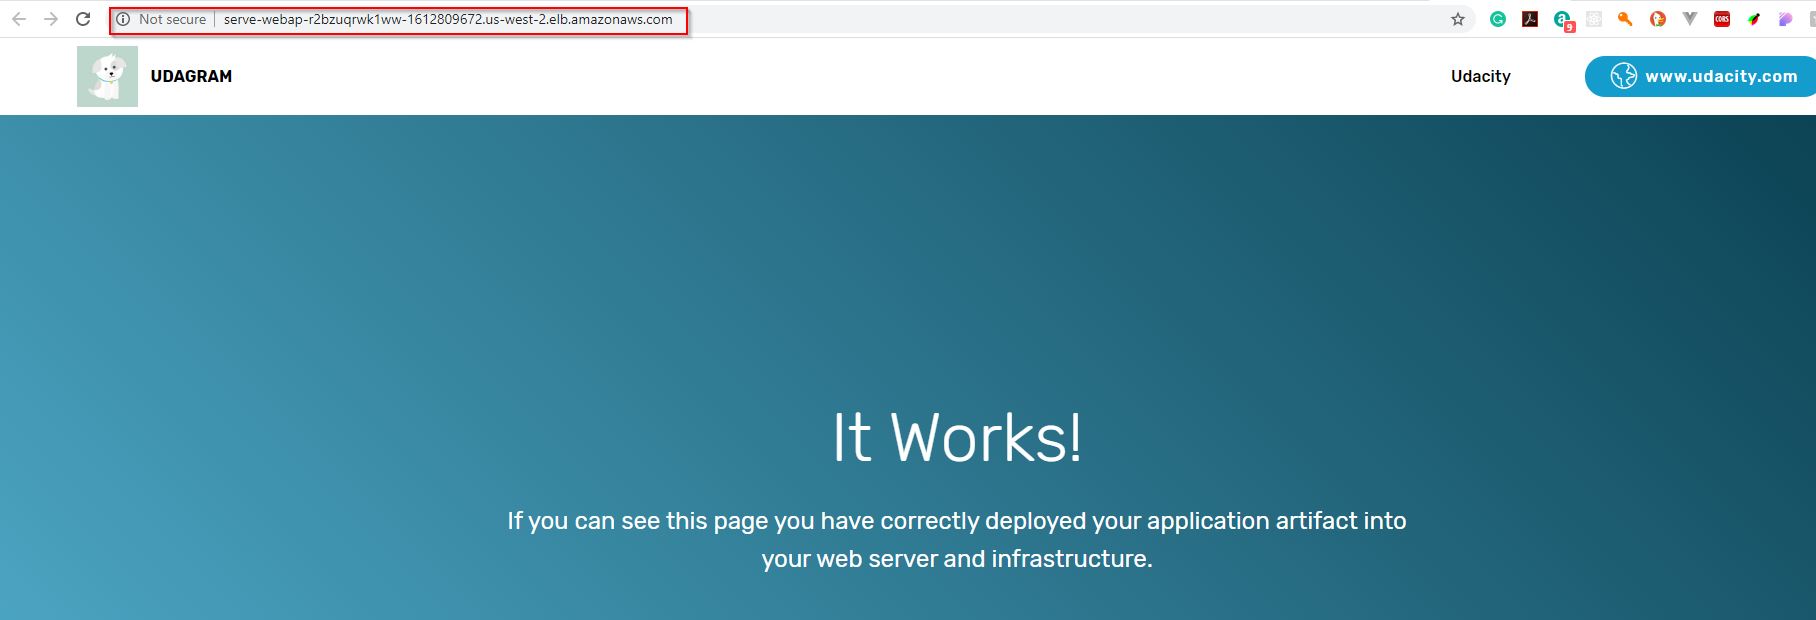 Not secure
serve-webap-r2bzuqrwk1ww-1612809672.us-west-2.elb.amazonaws.com
9
CORS
UDAGRAM
Udacity
www.udacity.com
It Works!
If you can see this page you have correctly deployed your application artifact into
your web server and infrastructure.